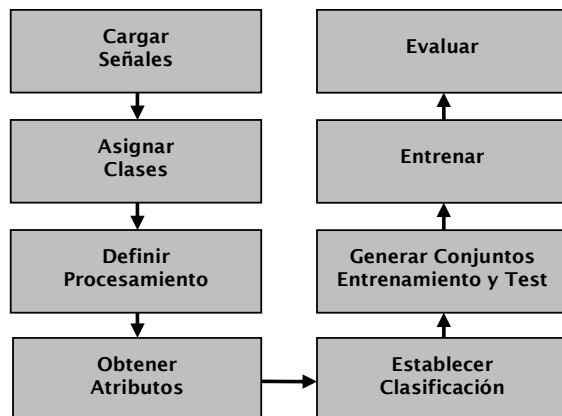 Cargar
Señales
Asignar
Clases
Definir
Procesamiento
Obtener
Atributos
Establecer
Clasificación
Generar Conjuntos
Entrenamiento y Test
Entrenar
Evaluar